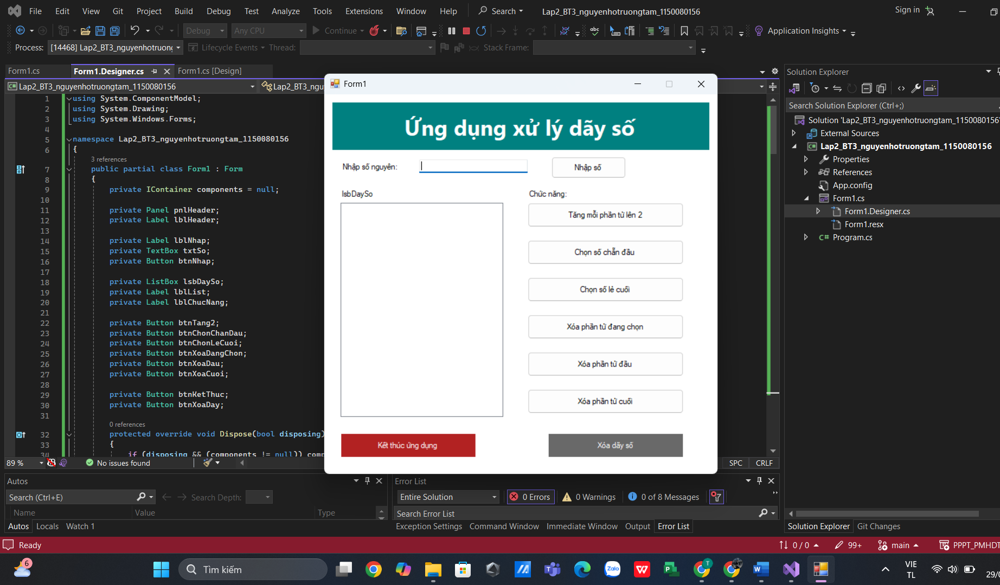 File Edit View Git Project Build Debug Test Analyze Tools Extensions Window Help Search Lap2_BT3_nguyenhotruongtam_1150080156 Sign in
Debug Any CPU Continue Application Insights
Process: [14468] Lap2_BT3_nguyenhotruong Lifecycle Events Thread: Stack Frame:
Form1.cs Form1.Designer.cs Form1.cs [Design]
Lap2_BT3_nguyenhotruongtam_1150080156 Lap2_BT3_ngu
1 using System.ComponentModel;
2 using System.Drawing;
3 using System.Windows.Forms;
4
5 namespace Lap2_BT3_nguyenhotruongtam_1150080156
6 {
3 references
7 public partial class Form1 : Form
8 {
9 private IContainer components = null;
10
11 private Panel pnlHeader;
12 private Label lblHeader;
13
14 private Label lblNhap;
15 private TextBox txtSo;
16 private Button btnNhap;
17
18 private ListBox lsbDaySo;
19 private Label lblList;
20 private Label lblChucNang;
21
22 private Button btnTang2;
23 private Button btnChonChanDau;
24 private Button btnChonLeCuoi;
25 private Button btnXoaDangChon;
26 private Button btnXoaDau;
27 private Button btnXoaCuoi;
28
29 private Button btnKetThuc;
30 private Button btnXoaDay;
31
0 references
32 protected override void Dispose(bool disposing)
33 {
34 if (disposing && (components != null)) comp
89 % No issues found SPC CRLF
Form1
Ứng dụng xử lý dãy số
Nhập số nguyên: Nhập số
lsbDaySo Chức năng:
Tăng mỗi phần tử lên 2
Chọn số chẵn đầu
Chọn số lẻ cuối
Xóa phần tử đang chọn
Xóa phần tử đầu
Xóa phần tử cuối
Kết thúc ứng dụng Xóa dãy số
Solution Explorer
Search Solution Explorer (Ctrl+;)
Solution 'Lap2_BT3_nguyenhotruongtam_1150080156'
External Sources
Lap2_BT3_nguyenhotruongtam_1150080156
Properties
References
App.config
Form1.cs
Form1.Designer.cs
Form1.resx
Program.cs
Solution Explorer Git Changes
Autos
Search (Ctrl+E) Search Depth:
Name Value Type
Autos Locals Watch 1
Error List
Entire Solution 0 Errors 0 Warnings 0 of 8 Messages
Search Error List
Exception Settings Command Window Immediate Window Output Error List
Ready 0 / 0 99+ main PPPT_PMHDT
6 Tìm kiếm Zalo T VIE
TL 29/0